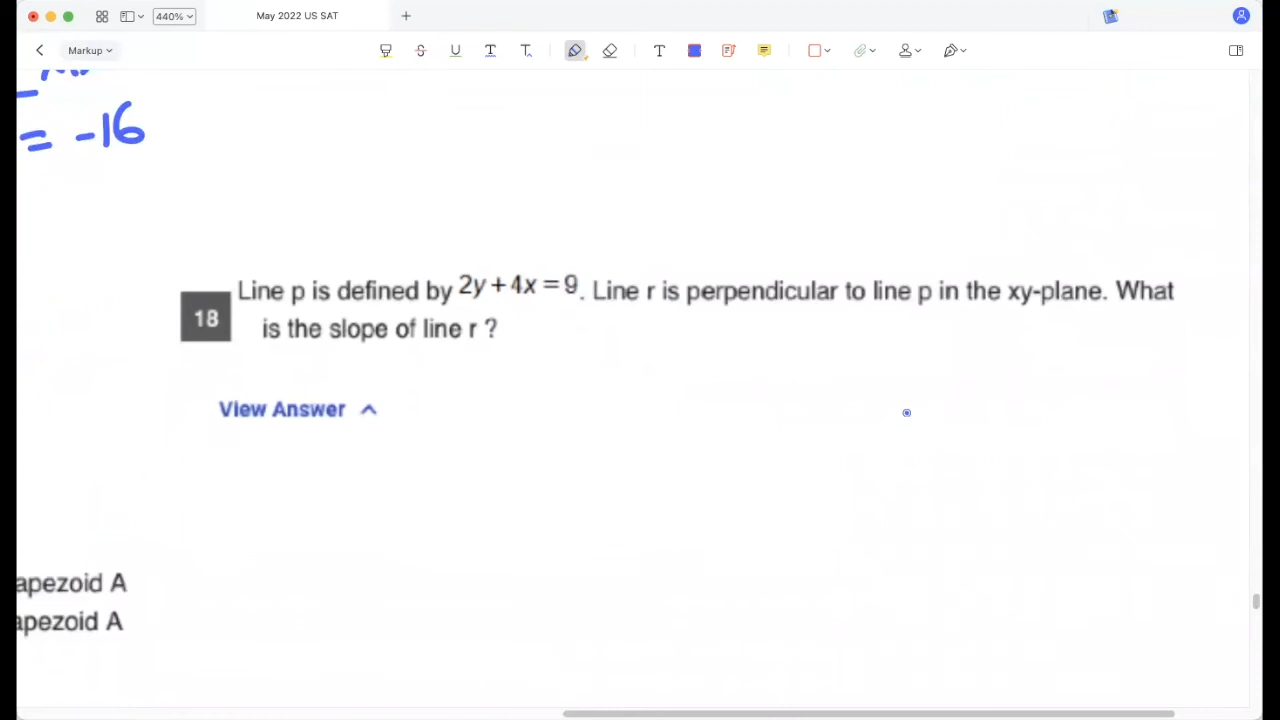 440%
May 2022 US SAT
Markup
= -16
Line p is defined by 2y + 4x = 9. Line r is perpendicular to line p in the xy-plane. What
18
is the slope of line r ?
View Answer
apezoid A
apezoid A